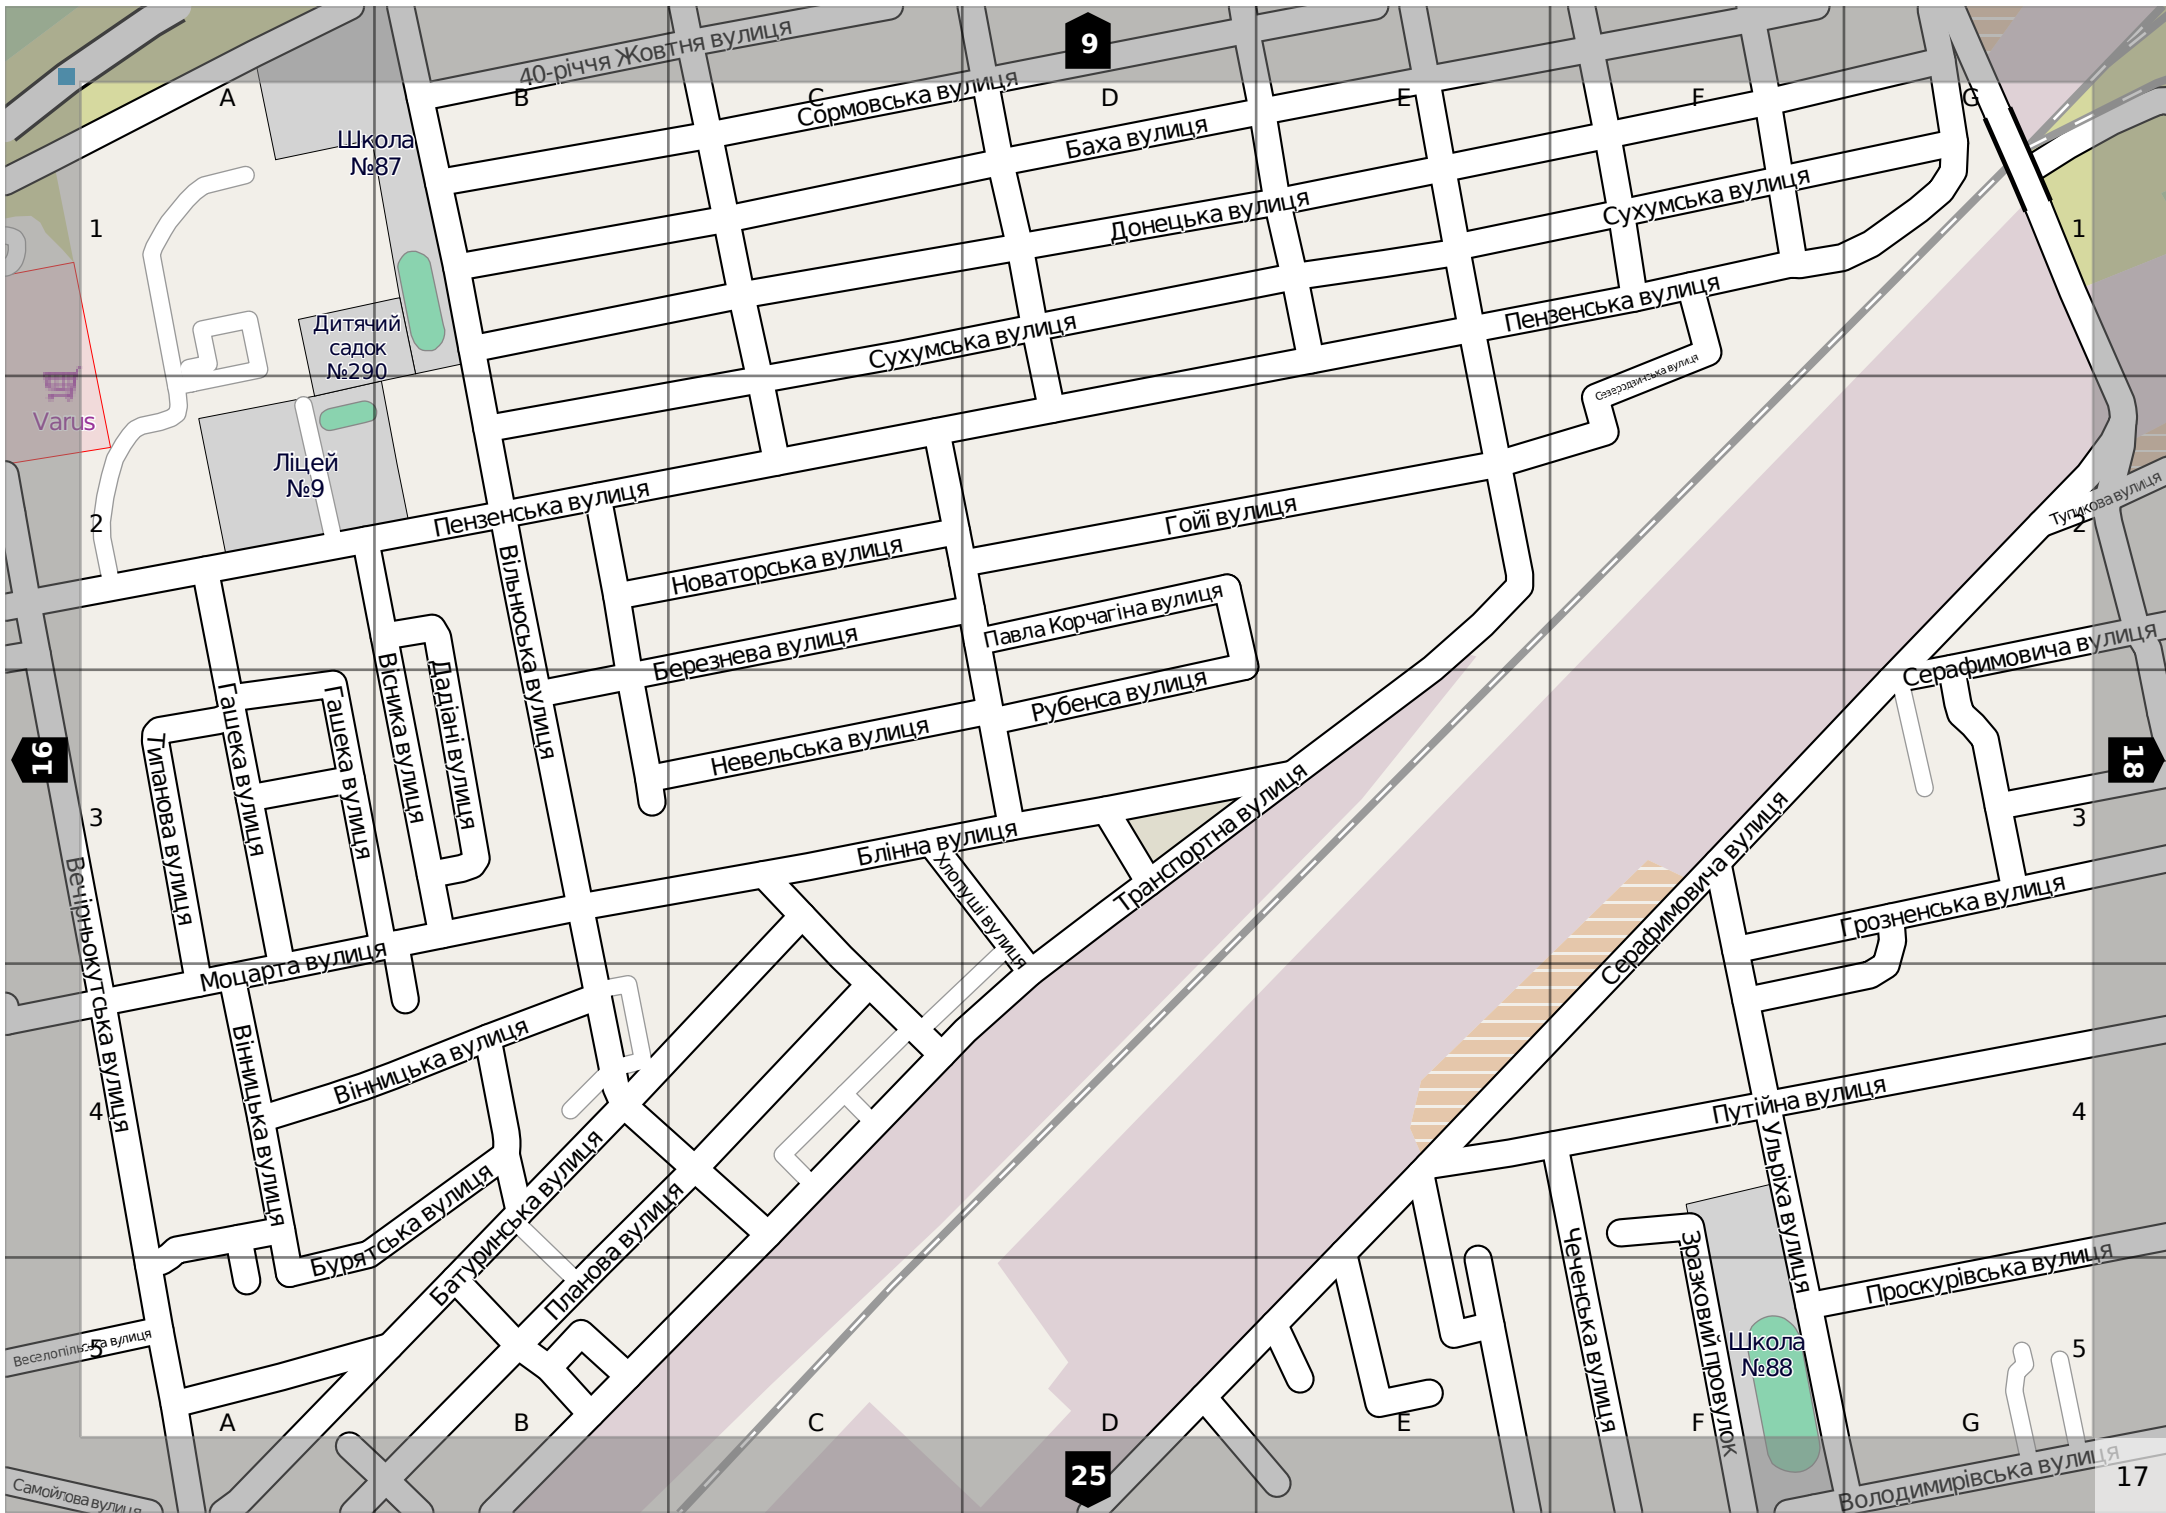 9
40-річчя Жовтня вулиця
A
B
C
D
E
F
G
Сормовська вулиця
Баха вулиця
Школа
№87
Донецька вулиця
Сухумська вулиця
1
1
Пензенська вулиця
Дитячий
садок
№290
Сухумська вулиця
Сєвєродвінська вулиця
Varus
Ліцей
№9
Пензенська вулиця
Гойї вулиця
Тупикова вулиця
2
2
Новаторська вулиця
Вільнюська вулиця
Павла Корчагіна вулиця
Березнева вулиця
Серафимовича вулиця
Рубенса вулиця
Вісника вулиця
Дадіані вулиця
Гашека вулиця
Гашека вулиця
Типанова вулиця
Невельська вулиця
16
18
Транспортна вулиця
3
3
Блінна вулиця
Хлопуші вулиця
Серафимовича вулиця
Грозненська вулиця
Моцарта вулиця
Вечірньокутська вулиця
Вінницька вулиця
Вінницька вулиця
4
4
Путійна вулиця
Ульріха вулиця
Бурятська вулиця
Батуринська вулиця
Планова вулиця
Чеченська вулиця
Зразковий провулок
Проскурівська вулиця
Веселопільська вулиця
5
5
Школа
№88
A
B
C
D
E
F
G
Самойлова вулиця
25
Володимирівська вулиця
17